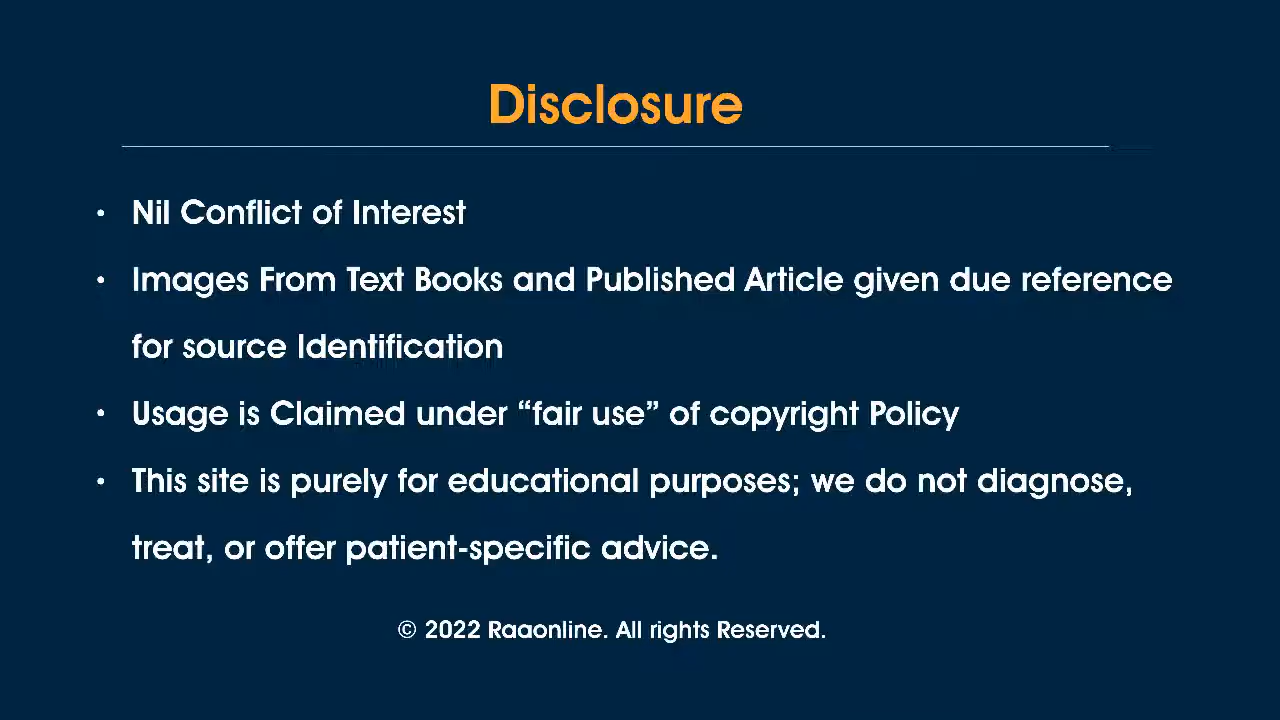 Disclosure
• Nil Conflict of Interest
• Images From Text Books and Published Article given due reference
for source Identification
• Usage is Claimed under “fair use” of copyright Policy
• This site is purely for educational purposes; we do not diagnose,
treat, or offer patient-specific advice.
© 2022 Raaonline. All rights Reserved.